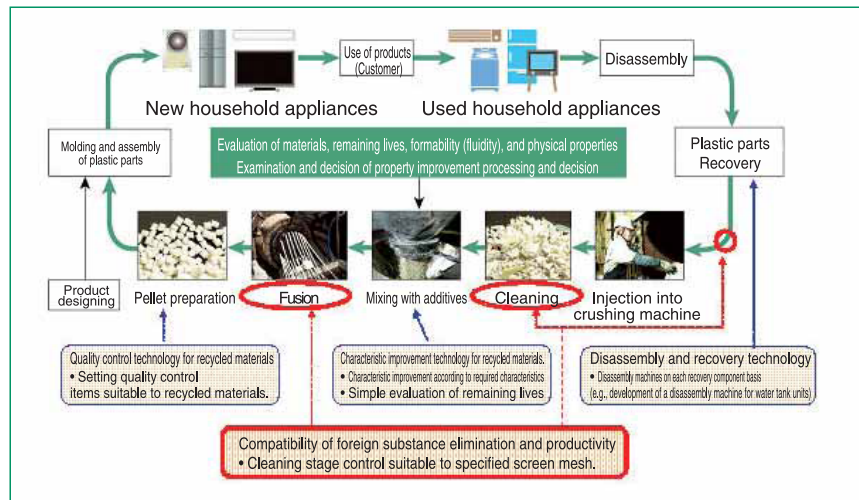 New household appliances
Use of products
(Customer)
Used household appliances
Disassembly
Molding and assembly
of plastic parts
Evaluation of materials, remaining lives, formability (fluidity), and physical properties
Examination and decision of property improvement processing and decision
Plastic parts
Recovery
Product
designing
Pellet preparation
Fusion
Mixing with additives
Cleaning
Injection into
crushing machine
Quality control technology for recycled materials
• Setting quality control
items suitable to recycled materials.
Characteristic improvement technology for recycled materials.
• Characteristic improvement according to required characteristics
• Simple evaluation of remaining lives
Disassembly and recovery technology
• Disassembly machines on each recovery component basis
(e.g., development of a disassembly machine for water tank units)
Compatibility of foreign substance elimination and productivity
• Cleaning stage control suitable to specified screen mesh.